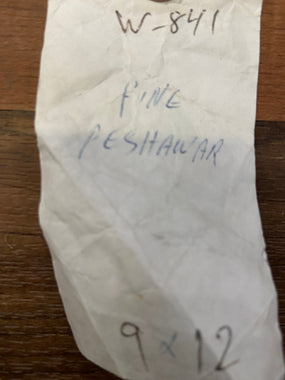 W-841
FINE
PESHAWAR
9 x 12